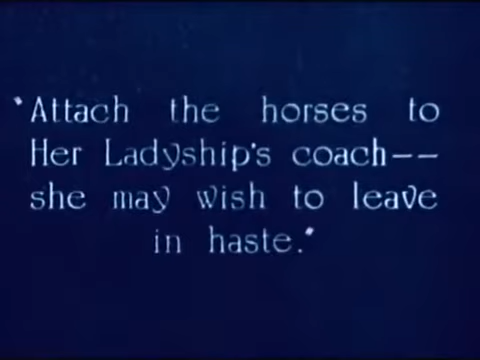 "Attach the horses to
Her Ladyship's coach--
she may wish to leave
in haste."